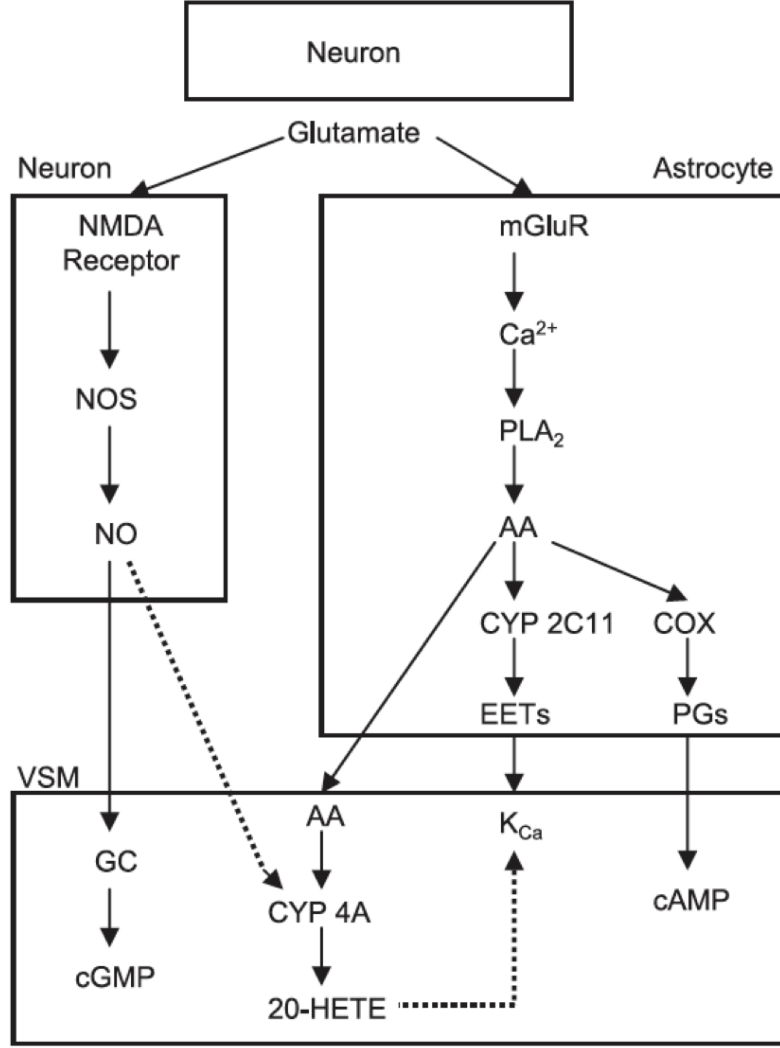 Neuron
Glutamate
Neuron
Astrocyte
NMDA
Receptor
mGluR
Ca²⁺
NOS
PLA₂
NO
AA
CYP 2C11
COX
EETs
PGs
VSM
AA
K_Ca
GC
cAMP
CYP 4A
cGMP
20-HETE